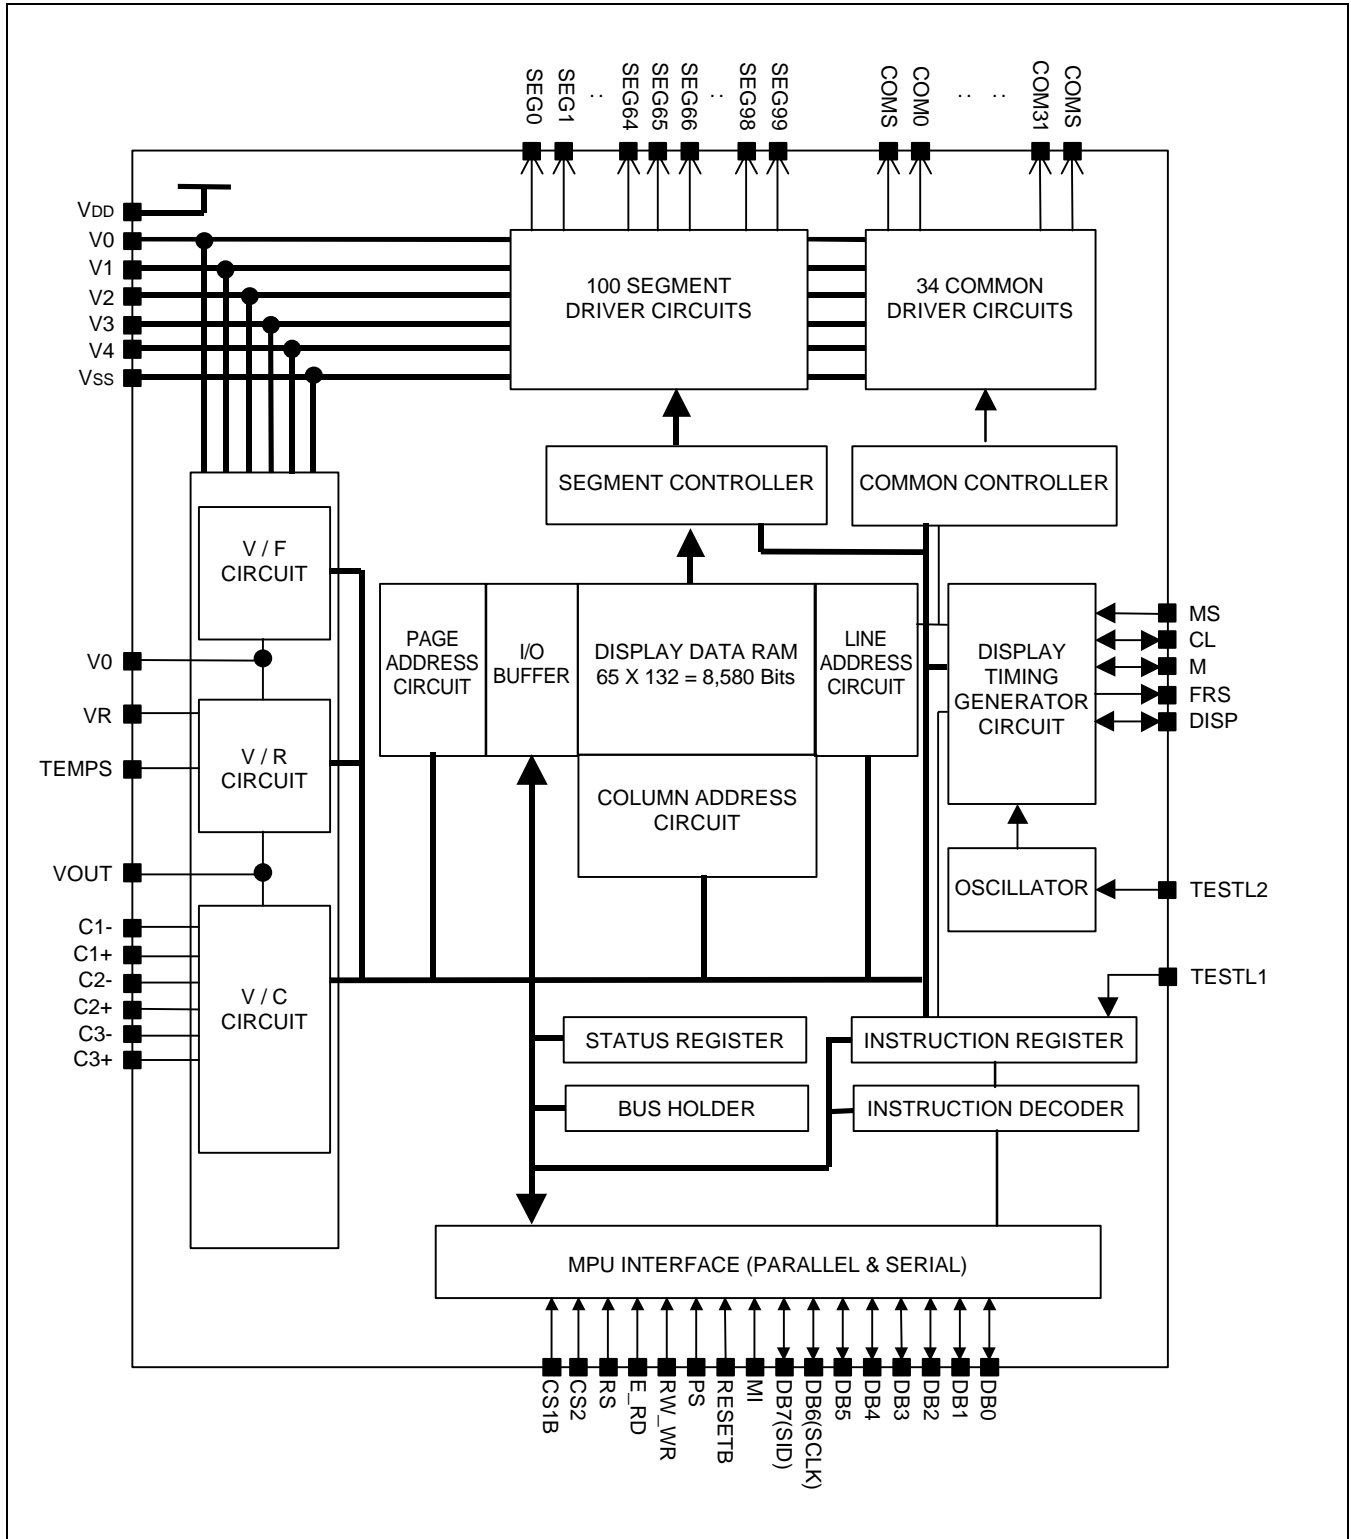 SEG0
SEG1
..
SEG64
SEG65
SEG66
..
SEG98
SEG99
COMS
COM0
..
..
COM31
COMS
VDD
V0
V1
V2
V3
V4
VSS
100 SEGMENT
DRIVER CIRCUITS
34 COMMON
DRIVER CIRCUITS
SEGMENT CONTROLLER
COMMON CONTROLLER
V / F
CIRCUIT
PAGE
ADDRESS
CIRCUIT
I/O
BUFFER
DISPLAY DATA RAM
65 X 132 = 8,580 Bits
LINE
ADDRESS
CIRCUIT
DISPLAY
TIMING
GENERATOR
CIRCUIT
MS
CL
M
FRS
DISP
V0
VR
TEMPS
V / R
CIRCUIT
COLUMN ADDRESS
CIRCUIT
VOUT
OSCILLATOR
TESTL2
C1-
C1+
C2-
C2+
C3-
C3+
V / C
CIRCUIT
TESTL1
STATUS REGISTER
INSTRUCTION REGISTER
BUS HOLDER
INSTRUCTION DECODER
MPU INTERFACE (PARALLEL & SERIAL)
CS1B
CS2
RS
E_RD
RW_WR
PS
RESETB
MI
DB7(SID)
DB6(SCLK)
DB5
DB4
DB3
DB2
DB1
DB0